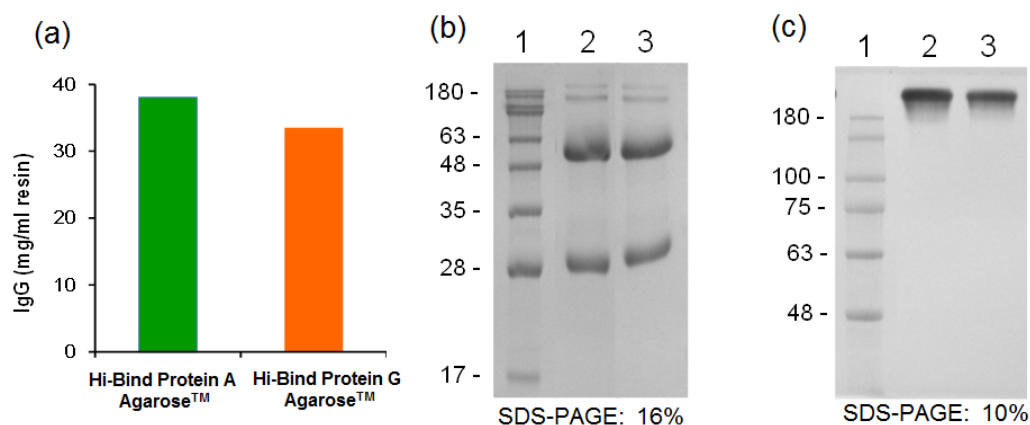 (a)
IgG (mg/ml resin)
40
30
20
10
0
Hi-Bind Protein A
Agarose™
Hi-Bind Protein G
Agarose™
(b)
1 2 3
180 -
63 -
48 -
35 -
28 -
17 -
SDS-PAGE: 16%
(c)
1 2 3
180 -
100 -
75 -
63 -
48 -
SDS-PAGE: 10%